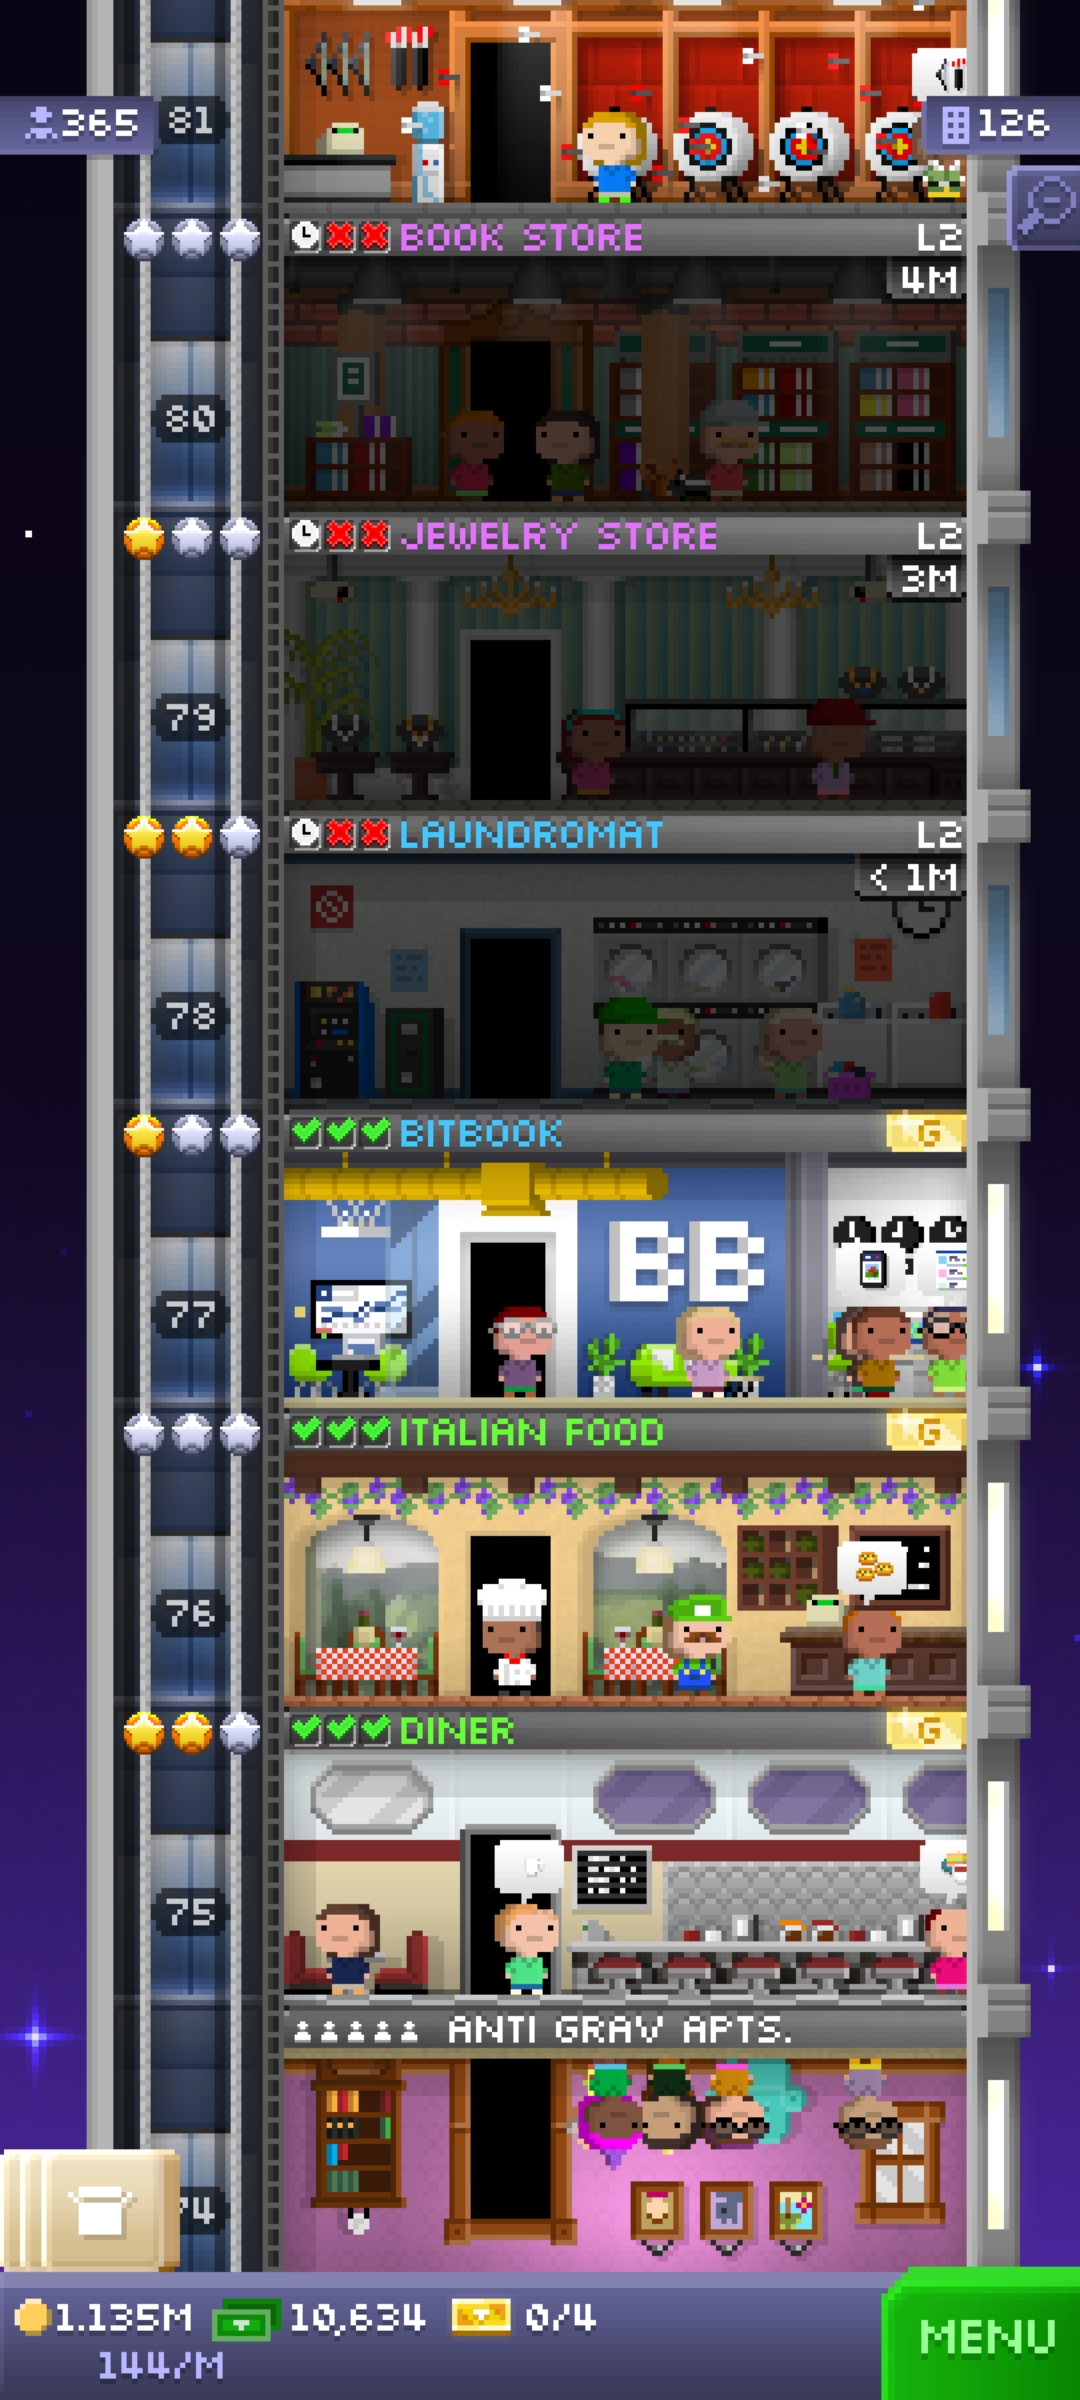 81
365
126
BOOK STORE L2
4M
80
JEWELRY STORE L2
3M
79
LAUNDROMAT L2
< 1M
78
BITBOOK G
BB
77
ITALIAN FOOD G
76
DINER G
75
ANTI GRAV APTS.
74
1.135M 10,634 0/4
144/M
MENU